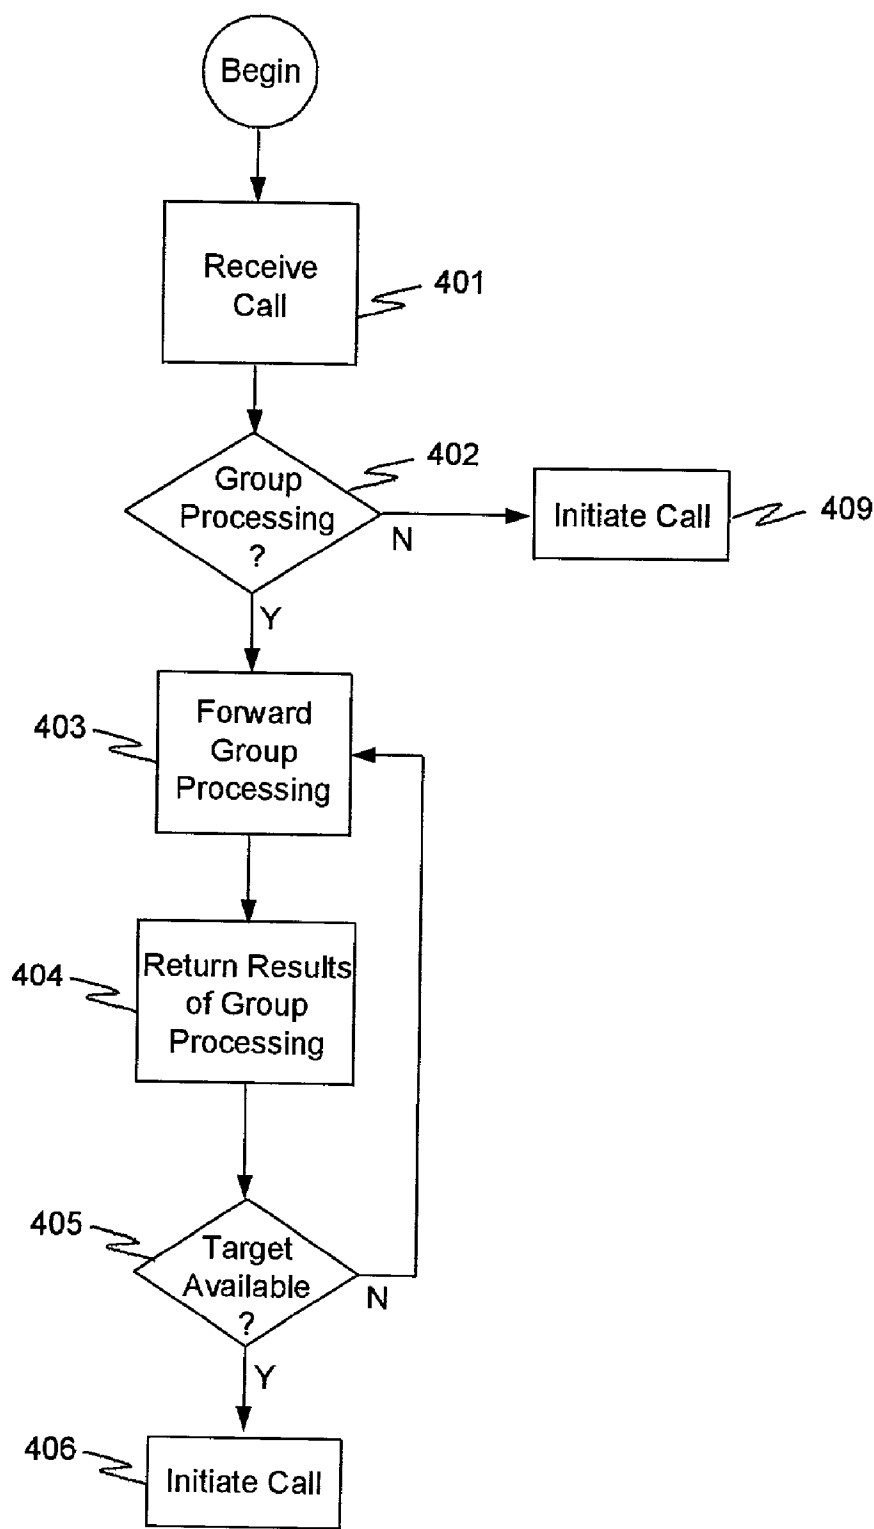 Begin
Receive
Call
401
Group
Processing
?
402
N
Initiate Call
409
Y
Forward
Group
Processing
403
Return Results
of Group
Processing
404
Target
Available
?
405
N
Y
Initiate Call
406